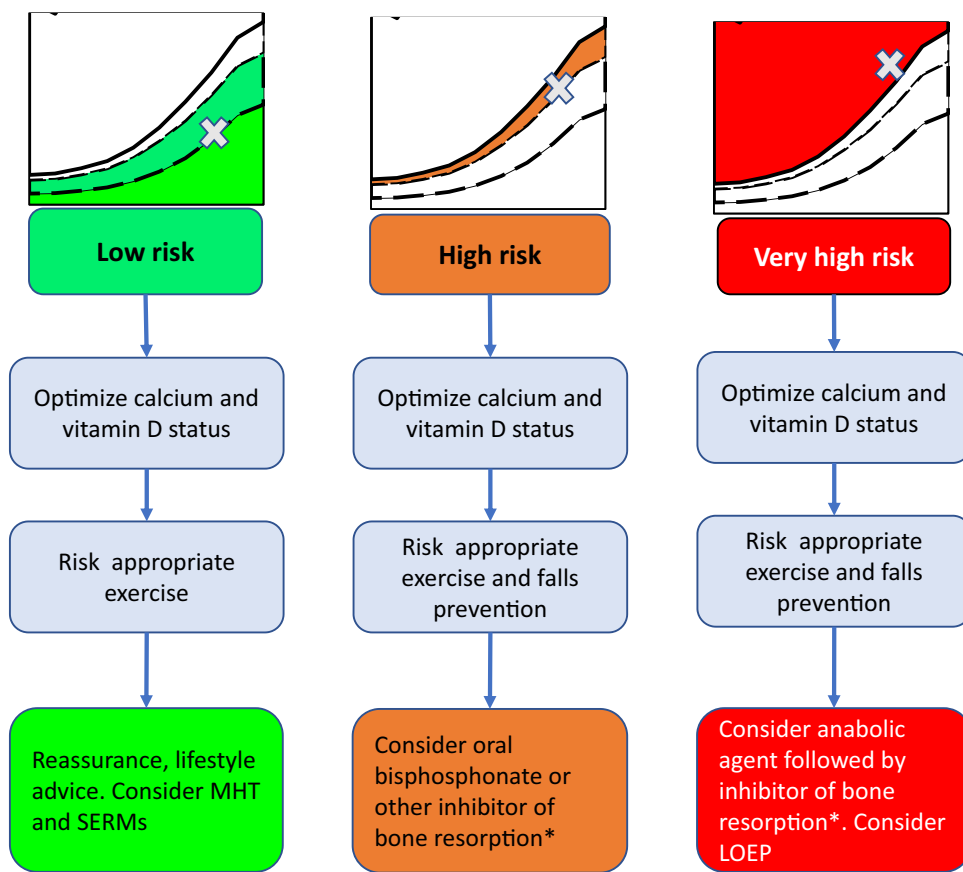 Low risk
Optimize calcium and
vitamin D status
Risk appropriate
exercise
Reassurance, lifestyle
advice. Consider MHT
and SERMs
High risk
Optimize calcium and
vitamin D status
Risk appropriate
exercise and falls
prevention
Consider oral
bisphosphonate or
other inhibitor of
bone resorption*
Very high risk
Optimize calcium and
vitamin D status
Risk appropriate
exercise and falls
prevention
Consider anabolic
agent followed by
inhibitor of bone
resorption*. Consider
LOEP